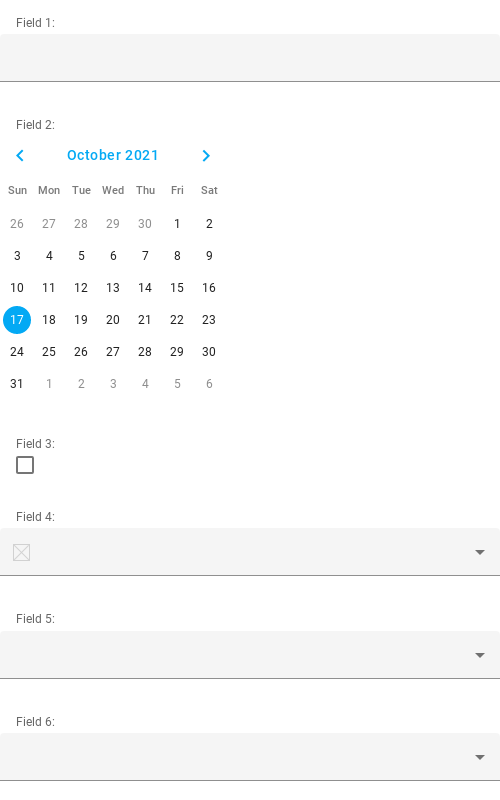 Field 1:
Field 2:
October 2021
Sun Mon Tue Wed Thu Fri Sat
26 27 28 29 30 1 2
3 4 5 6 7 8 9
10 11 12 13 14 15 16
17 18 19 20 21 22 23
24 25 26 27 28 29 30
31 1 2 3 4 5 6
Field 3:
Field 4:
Field 5:
Field 6: